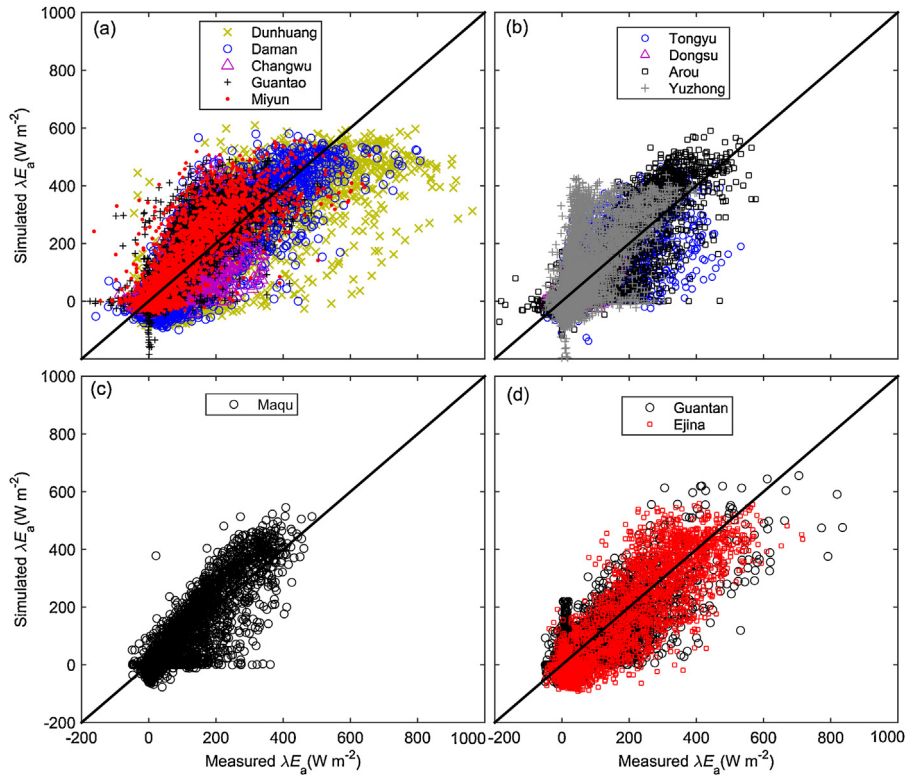 (a)
Dunhuang
Daman
Changwu
Guantao
Miyun
(b)
Tongyu
Dongsu
Arou
Yuzhong
1000
800
600
400
200
0
Simulated λEa(W m-2)
(c)
Maqu
(d)
Guantan
Ejina
1000
800
600
400
200
0
-200
Simulated λEa(W m-2)
-200 0 200 400 600 800 1000
-200 0 200 400 600 800 1000
Measured λEa(W m-2)
Measured λEa(W m-2)